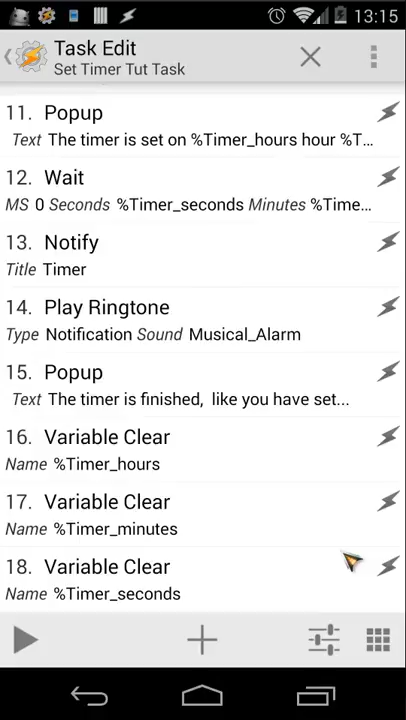 13:15
Task Edit
Set Timer Tut Task
11. Popup
Text The timer is set on %Timer_hours hour %T...
12. Wait
MS 0 Seconds %Timer_seconds Minutes %Time...
13. Notify
Title Timer
14. Play Ringtone
Type Notification Sound Musical_Alarm
15. Popup
Text The timer is finished, like you have set...
16. Variable Clear
Name %Timer_hours
17. Variable Clear
Name %Timer_minutes
18. Variable Clear
Name %Timer_seconds